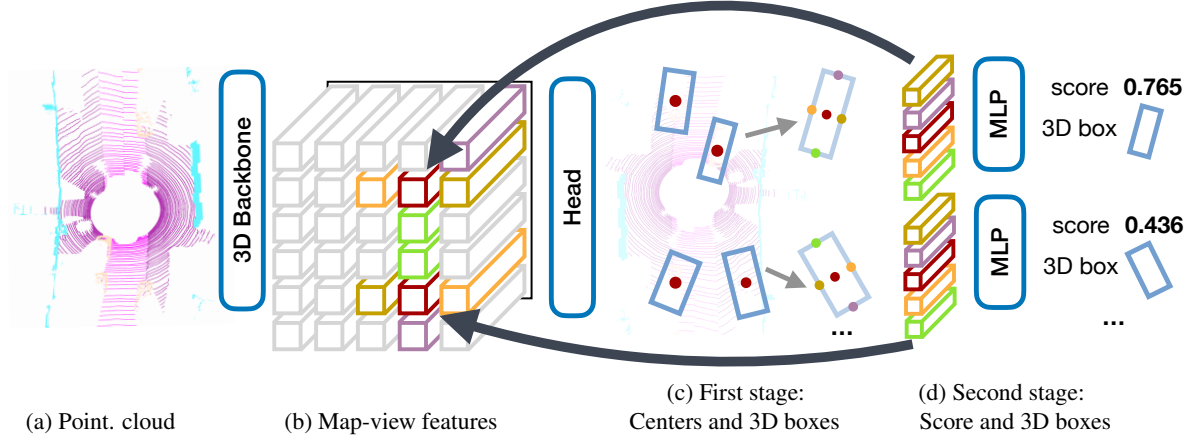 3D Backbone
Head
MLP
score 0.765
3D box
MLP
score 0.436
3D box
...
...
(a) Point. cloud
(b) Map-view features
(c) First stage:
Centers and 3D boxes
(d) Second stage:
Score and 3D boxes